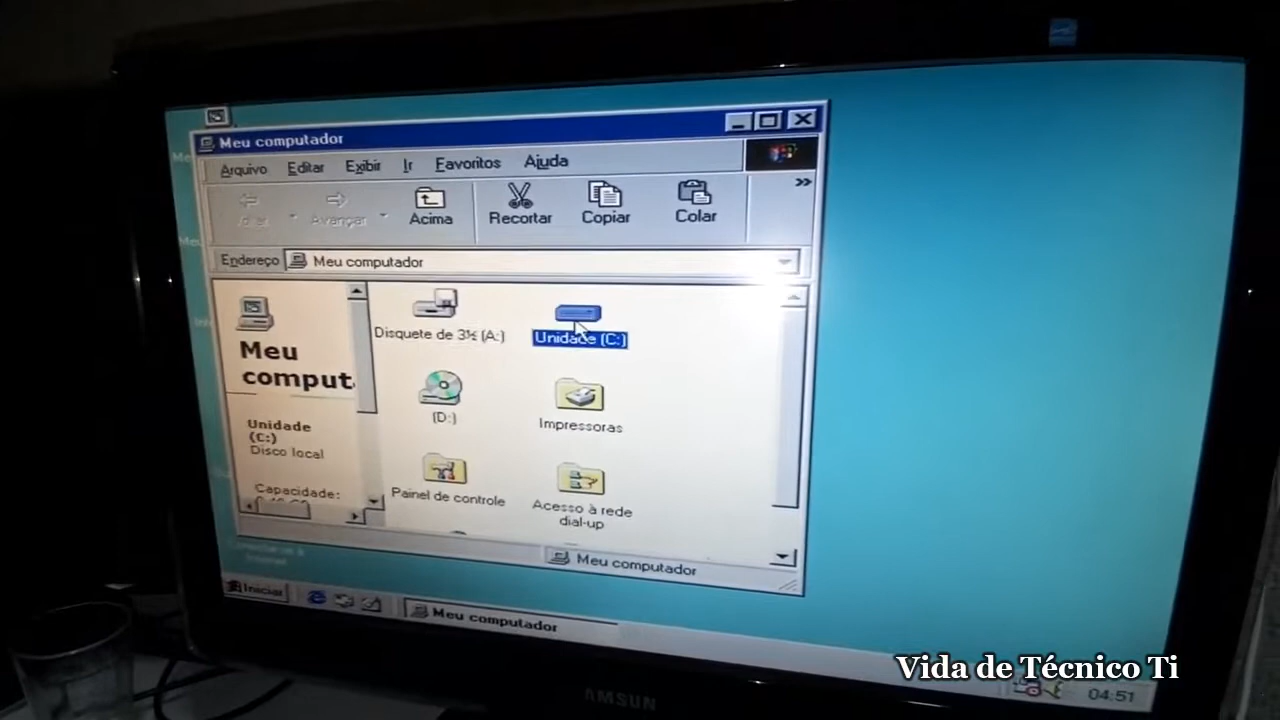 Meu computador
Arquivo Editar Exibir Ir Favoritos Ajuda
Avançar Acima Recortar Copiar Colar
Endereço Meu computador
Disquete de 3½ (A:)
Unidade (C:)
Meu
comput
(D:)
Impressoras
Unidade
(C:)
Disco local
Capacidade:
Painel de controle
Acesso à rede
dial-up
Meu computador
Iniciar
Meu computador
Vida de Técnico Ti
04:51
AMSUN